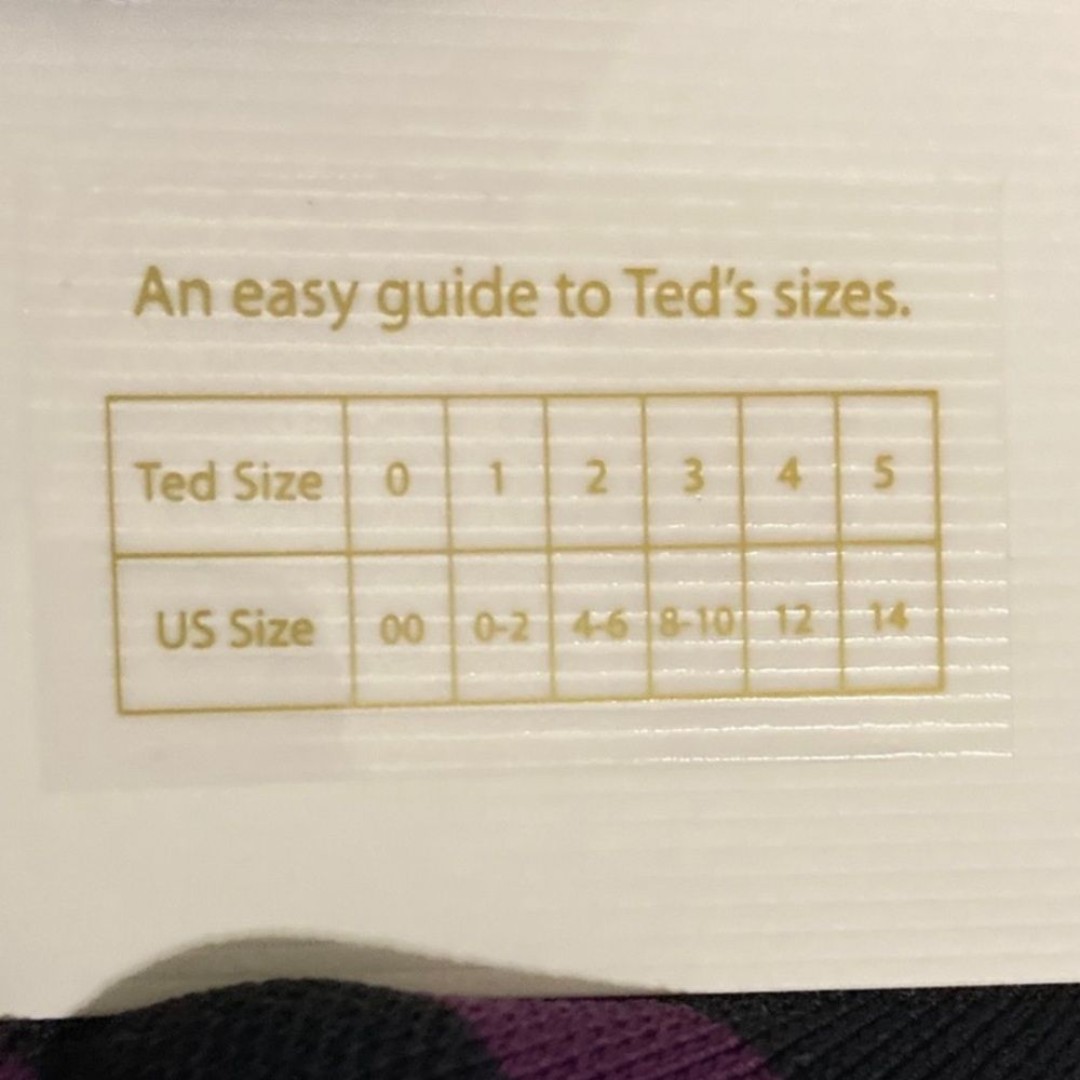 An easy guide to Ted's sizes.
Ted Size 0 1 2 3 4 5
US Size 00 0-2 4-6 8-10 12 14